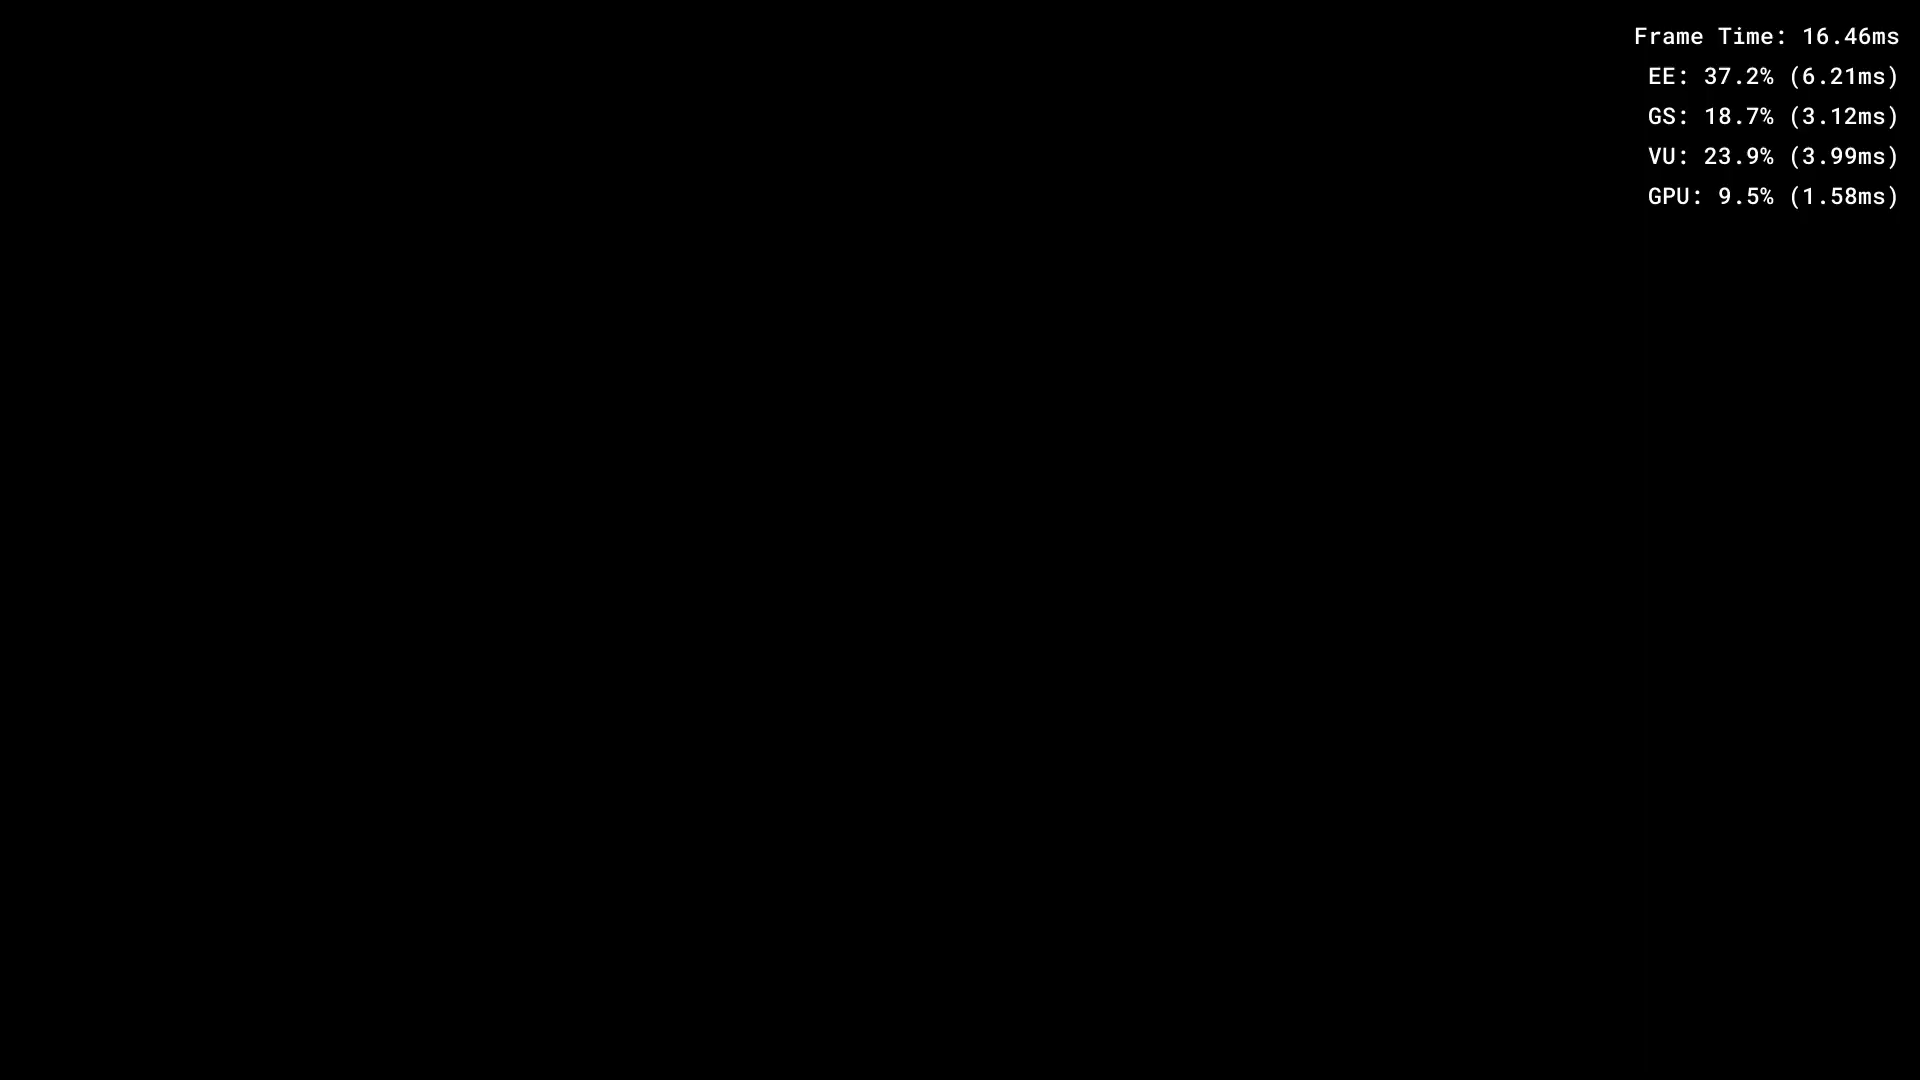 Frame Time: 16.46ms
EE: 37.2% (6.21ms)
GS: 18.7% (3.12ms)
VU: 23.9% (3.99ms)
GPU: 9.5% (1.58ms)